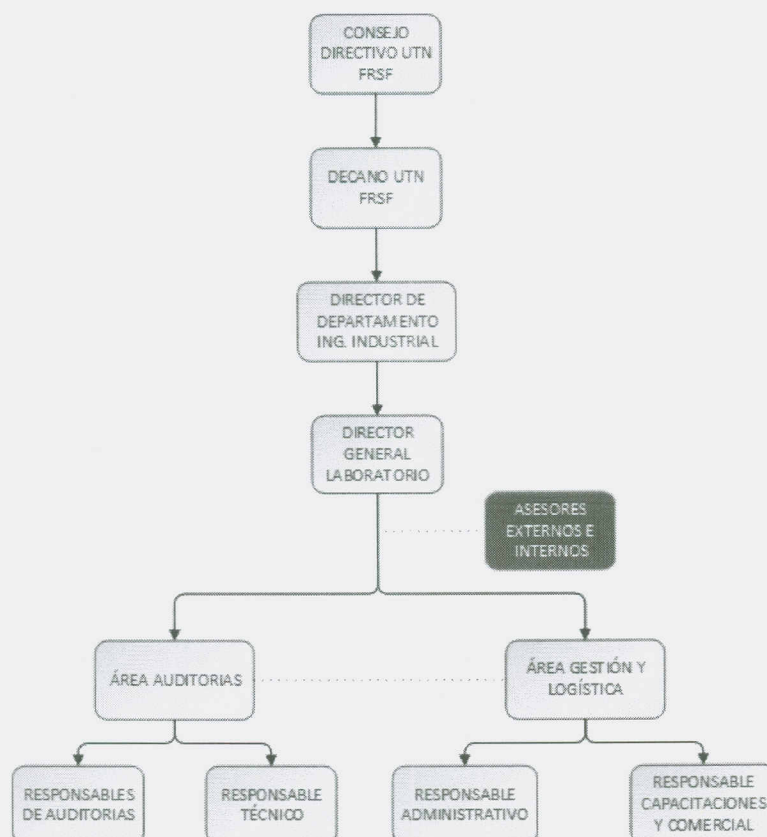 CONSEJO
DIRECTIVO UTN
FRSF
DECANO UTN
FRSF
DIRECTOR DE
DEPARTAMENTO
ING. INDUSTRIAL
DIRECTOR
GENERAL
LABORATORIO
ASESORES
EXTERNOS E
INTERNOS
ÁREA AUDITORIAS
ÁREA GESTIÓN Y
LOGÍSTICA
RESPONSABLES
DE AUDITORIAS
RESPONSABLE
TÉCNICO
RESPONSABLE
ADMINISTRATIVO
RESPONSABLE
CAPACITACIONES
Y COMERCIAL